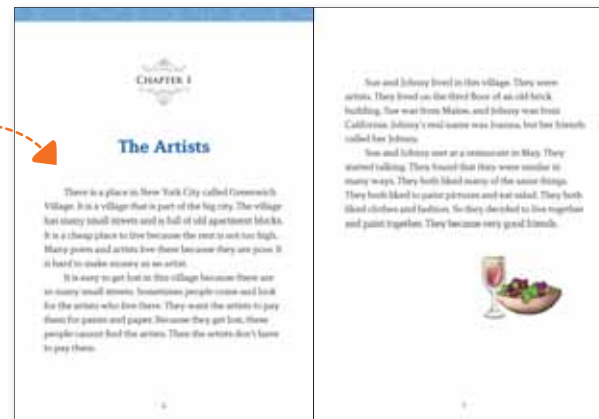 CHAPTER 1
The Artists
There is a place in New York City called Greenwich
Village. It is a village that is part of the big city. The village
has many small streets and is full of old apartment blocks.
It is a cheap place to live because the rent is not too high.
Many poets and artists live there because they are poor. It
is hard to make money as an artist.
It is easy to get lost in this village because there are
so many small streets. Sometimes people come and look
for the artists who live there. They want the artists to pay
them for paints and paper. Because they get lost, these
people cannot find the artists. Then the artists don't have
to pay them.
Sue and Johnsy lived in this village. They were
artists. They lived on the third floor of an old brick
building. Sue was from Maine, and Johnsy was from
California. Johnsy's real name was Joanna, but her friends
called her Johnsy.
Sue and Johnsy met at a restaurant in May. They
started talking. They found that they were similar in
many ways. They both liked many of the same things.
They both liked to paint pictures and eat salad. They both
liked clothes and fashion. So they decided to live together
and paint together. They became very good friends.